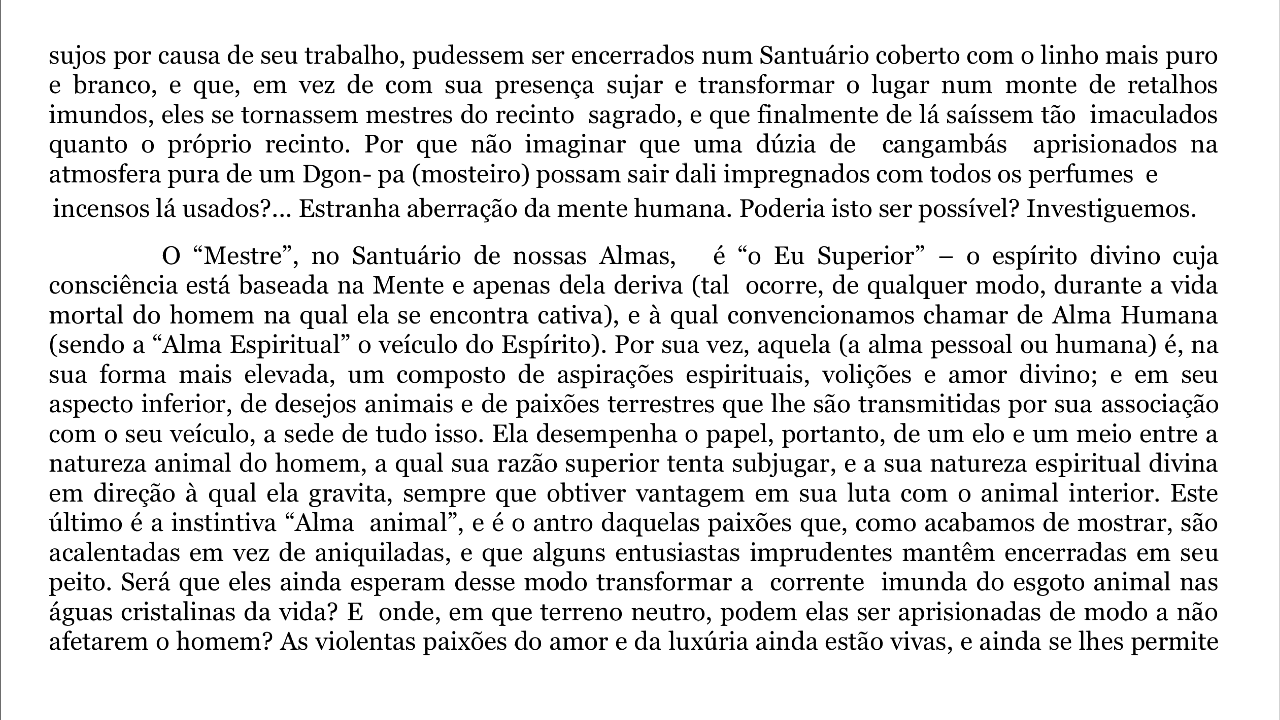 sujos por causa de seu trabalho, pudessem ser encerrados num Santuário coberto com o linho mais puro
e branco, e que, em vez de com sua presença sujar e transformar o lugar num monte de retalhos
imundos, eles se tornassem mestres do recinto sagrado, e que finalmente de lá saíssem tão imaculados
quanto o próprio recinto. Por que não imaginar que uma dúzia de cangambás aprisionados na
atmosfera pura de um Dgon- pa (mosteiro) possam sair dali impregnados com todos os perfumes e
incensos lá usados?... Estranha aberração da mente humana. Poderia isto ser possível? Investiguemos.
O “Mestre”, no Santuário de nossas Almas, é “o Eu Superior” – o espírito divino cuja
consciência está baseada na Mente e apenas dela deriva (tal ocorre, de qualquer modo, durante a vida
mortal do homem na qual ela se encontra cativa), e à qual convencionamos chamar de Alma Humana
(sendo a “Alma Espiritual” o veículo do Espírito). Por sua vez, aquela (a alma pessoal ou humana) é, na
sua forma mais elevada, um composto de aspirações espirituais, volições e amor divino; e em seu
aspecto inferior, de desejos animais e de paixões terrestres que lhe são transmitidas por sua associação
com o seu veículo, a sede de tudo isso. Ela desempenha o papel, portanto, de um elo e um meio entre a
natureza animal do homem, a qual sua razão superior tenta subjugar, e a sua natureza espiritual divina
em direção à qual ela gravita, sempre que obtiver vantagem em sua luta com o animal interior. Este
último é a instintiva “Alma animal”, e é o antro daquelas paixões que, como acabamos de mostrar, são
acalentadas em vez de aniquiladas, e que alguns entusiastas imprudentes mantêm encerradas em seu
peito. Será que eles ainda esperam desse modo transformar a corrente imunda do esgoto animal nas
águas cristalinas da vida? E onde, em que terreno neutro, podem elas ser aprisionadas de modo a não
afetarem o homem? As violentas paixões do amor e da luxúria ainda estão vivas, e ainda se lhes permite